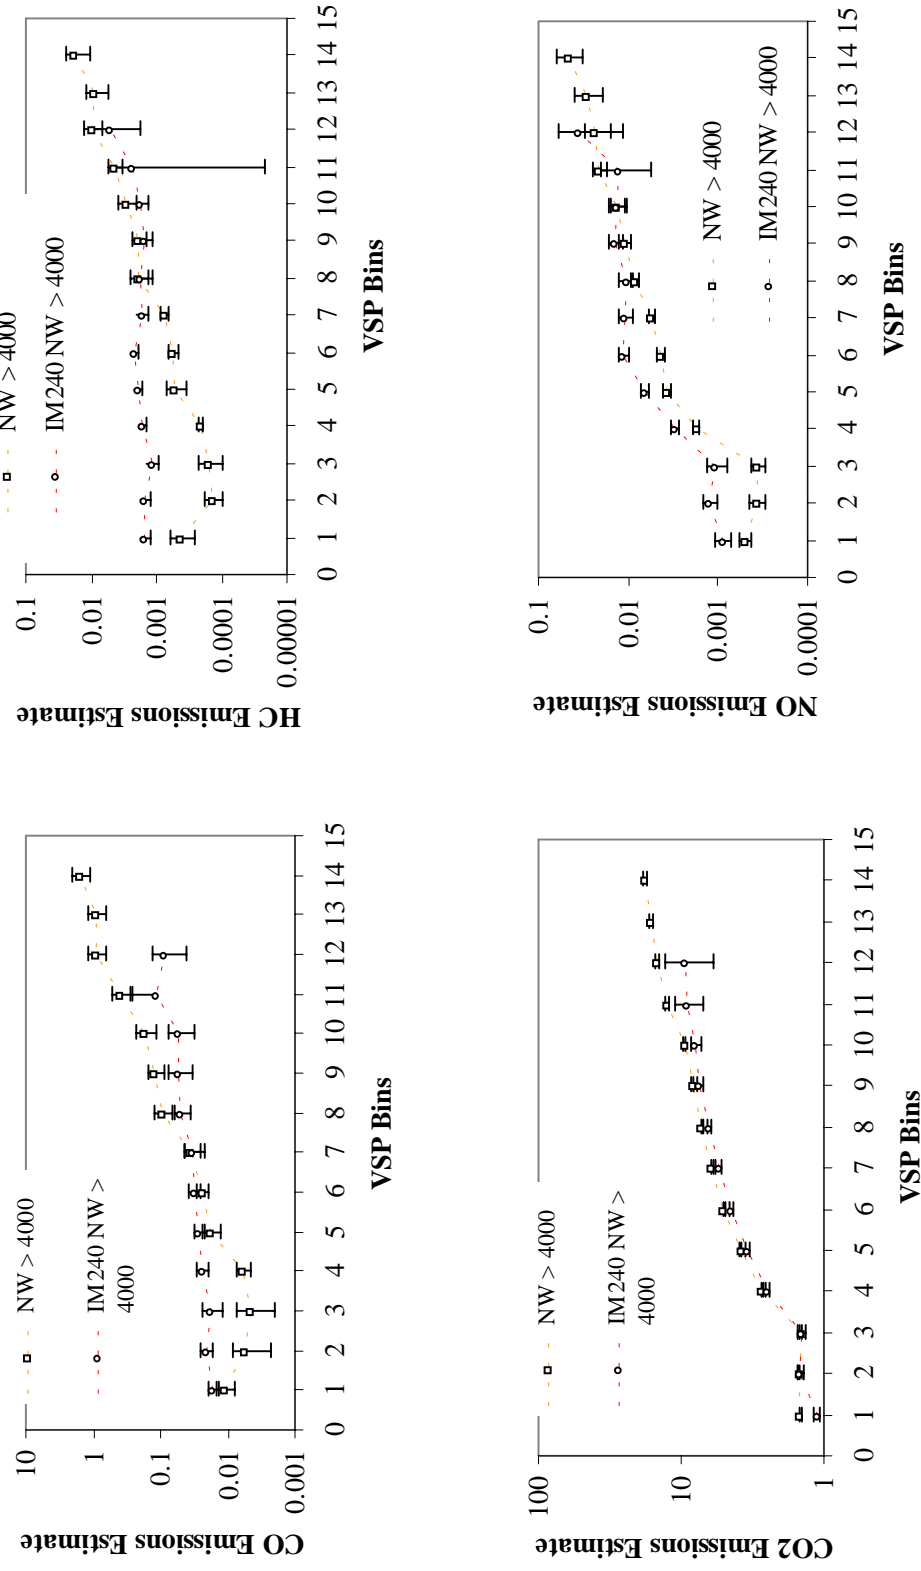 10
1
0.1
0.01
0.001
CO Emissions Estimate
0 1 2 3 4 5 6 7 8 9 10 11 12 13 14 15
VSP Bins
NW > 4000
IM240 NW >
4000
0.1
0.01
0.001
0.0001
0.00001
HC Emissions Estimate
0 1 2 3 4 5 6 7 8 9 10 11 12 13 14 15
VSP Bins
NW > 4000
IM240 NW > 4000
100
10
1
CO2 Emissions Estimate
0 1 2 3 4 5 6 7 8 9 10 11 12 13 14 15
VSP Bins
NW > 4000
IM240 NW >
4000
0.1
0.01
0.001
0.0001
NO Emissions Estimate
0 1 2 3 4 5 6 7 8 9 10 11 12 13 14 15
VSP Bins
NW > 4000
IM240 NW > 4000